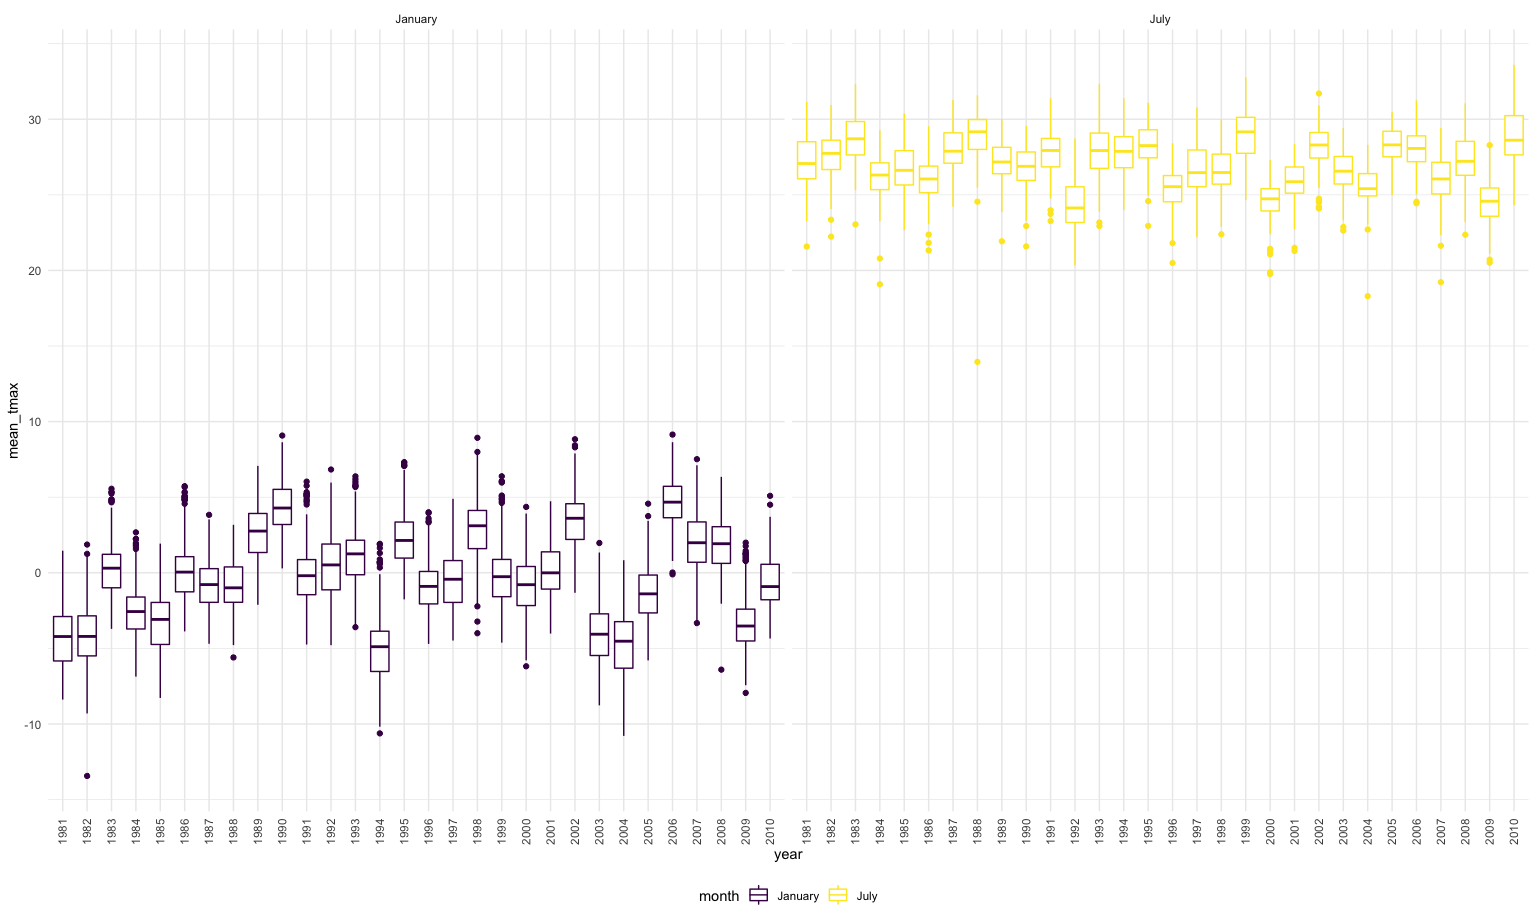 January July
30
20
10
0
-10
mean_tmax
1981 1982 1983 1984 1985 1986 1987 1988 1989 1990 1991 1992 1993 1994 1995 1996 1997 1998 1999 2000 2001 2002 2003 2004 2005 2006 2007 2008 2009 2010 1981 1982 1983 1984 1985 1986 1987 1988 1989 1990 1991 1992 1993 1994 1995 1996 1997 1998 1999 2000 2001 2002 2003 2004 2005 2006 2007 2008 2009 2010
year
month January July